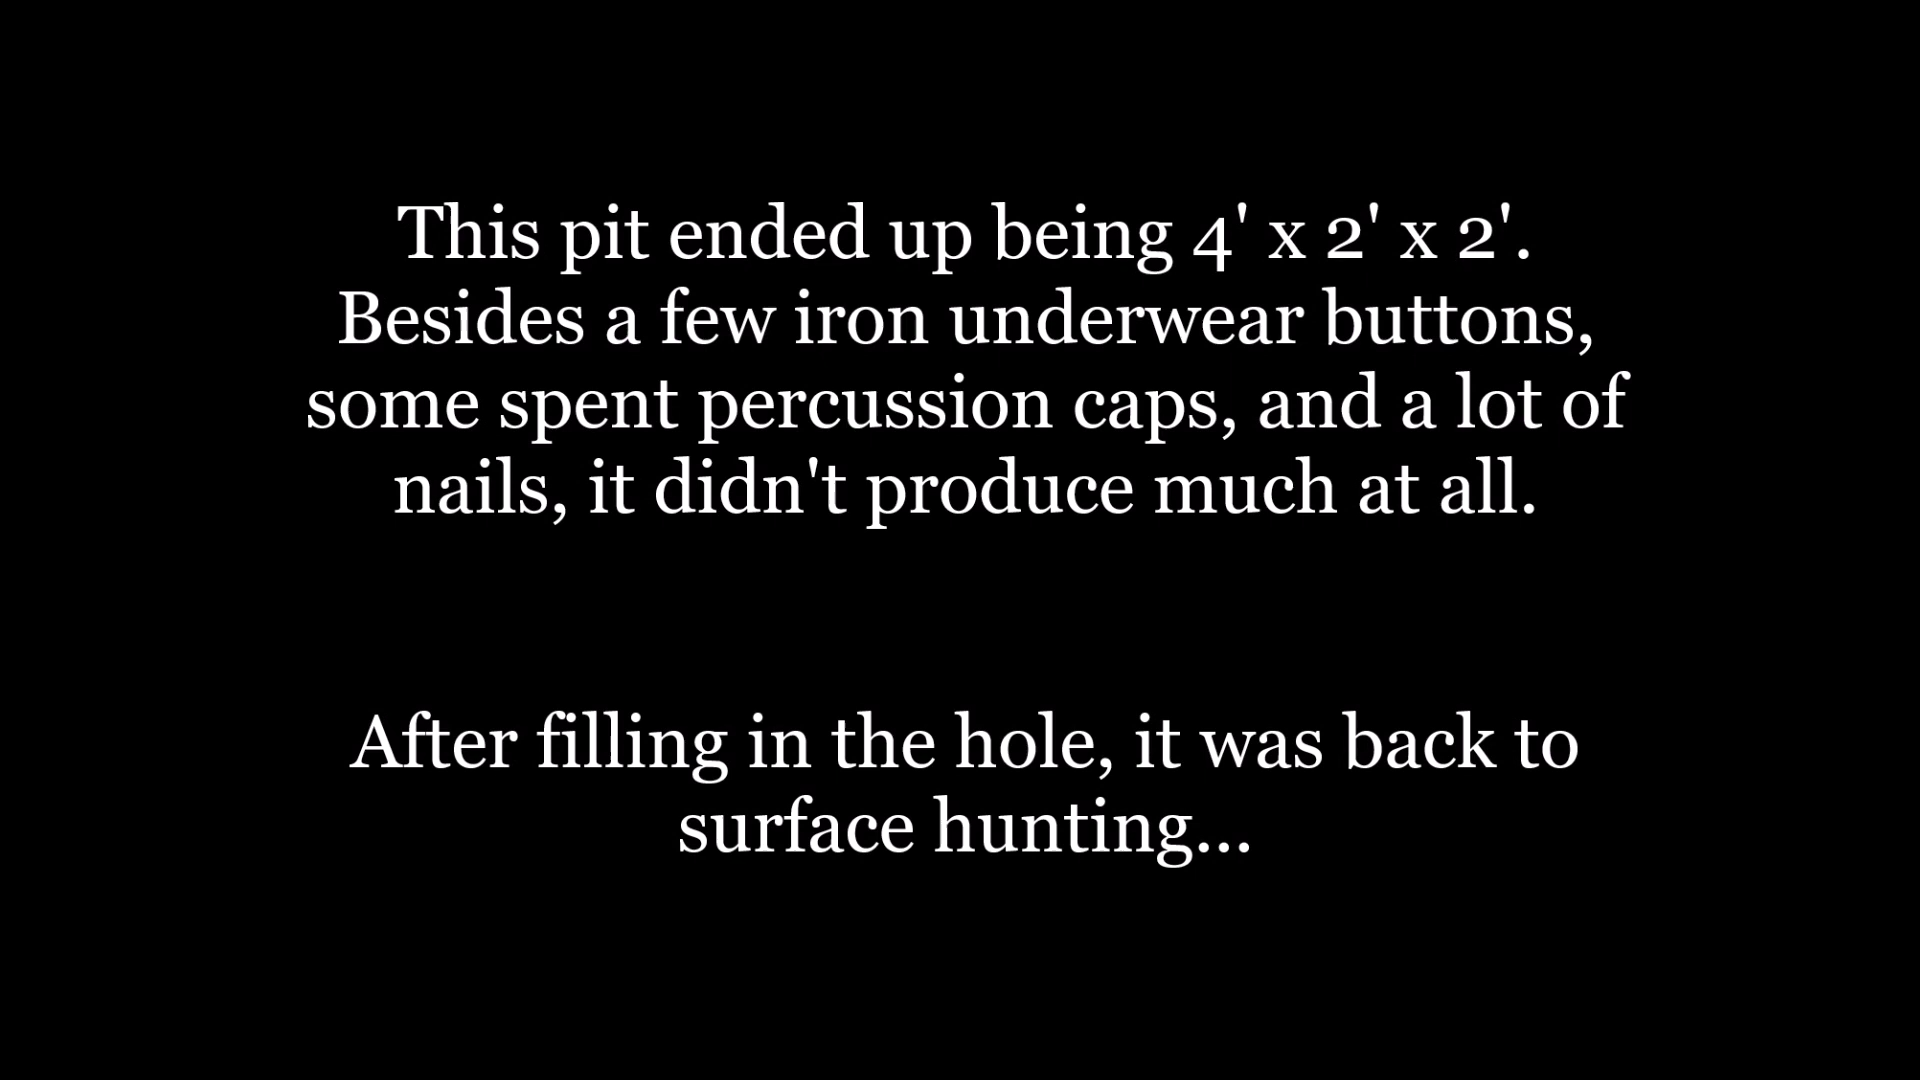 This pit ended up being 4' x 2' x 2'.
Besides a few iron underwear buttons,
some spent percussion caps, and a lot of
nails, it didn't produce much at all.
After filling in the hole, it was back to
surface hunting...